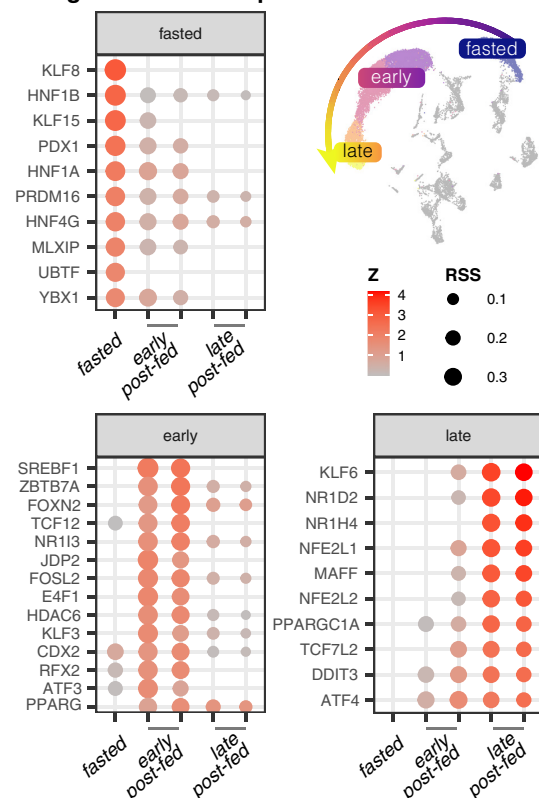 fasted
KLF8
HNF1B
KLF15
PDX1
HNF1A
PRDM16
HNF4G
MLXIP
UBTF
YBX1
fasted
early
post-fed
late
post-fed
fasted
early
late
Z
4
3
2
1
RSS
0.1
0.2
0.3
early
SREBF1
ZBTB7A
FOXN2
TCF12
NR1I3
JDP2
FOSL2
E4F1
HDAC6
KLF3
CDX2
RFX2
ATF3
PPARG
fasted
early
post-fed
late
post-fed
late
KLF6
NR1D2
NR1H4
NFE2L1
MAFF
NFE2L2
PPARGC1A
TCF7L2
DDIT3
ATF4
fasted
early
post-fed
late
post-fed